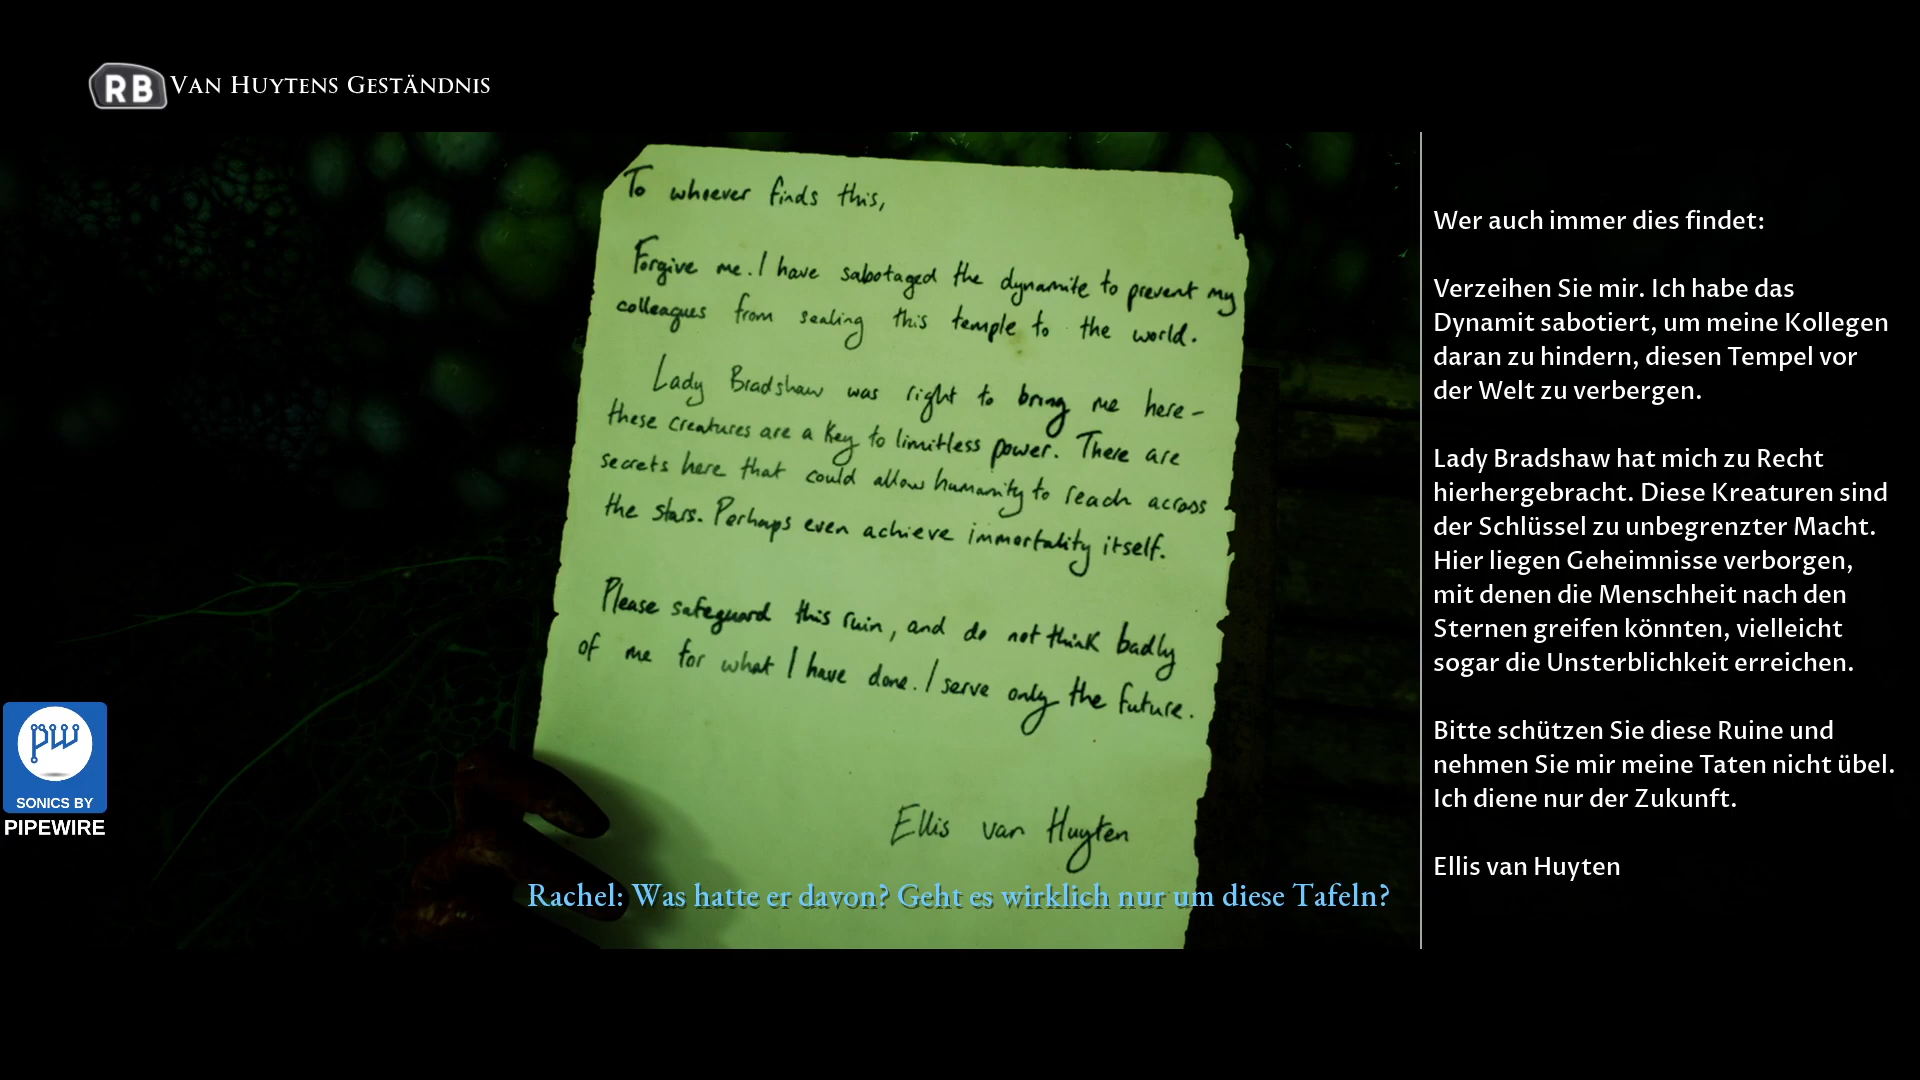 RB VAN HUYTENS GESTÄNDNIS
To whoever finds this,
Forgive me. I have sabotaged the dynamite to prevent my
colleagues from sealing this temple to the world.
Lady Bradshaw was right to bring me here -
these creatures are a key to limitless power. There are
secrets here that could allow humanity to reach across
the stars. Perhaps even achieve immortality itself.
Please safeguard this ruin, and do not think badly
of me for what I have done. I serve only the future.
Ellis van Huyten
Rachel: Was hatte er davon? Geht es wirklich nur um diese Tafeln?
Wer auch immer dies findet:
Verzeihen Sie mir. Ich habe das
Dynamit sabotiert, um meine Kollegen
daran zu hindern, diesen Tempel vor
der Welt zu verbergen.
Lady Bradshaw hat mich zu Recht
hierhergebracht. Diese Kreaturen sind
der Schlüssel zu unbegrenzter Macht.
Hier liegen Geheimnisse verborgen,
mit denen die Menschheit nach den
Sternen greifen könnten, vielleicht
sogar die Unsterblichkeit erreichen.
Bitte schützen Sie diese Ruine und
nehmen Sie mir meine Taten nicht übel.
Ich diene nur der Zukunft.
Ellis van Huyten
pw
SONICS BY
PIPEWIRE